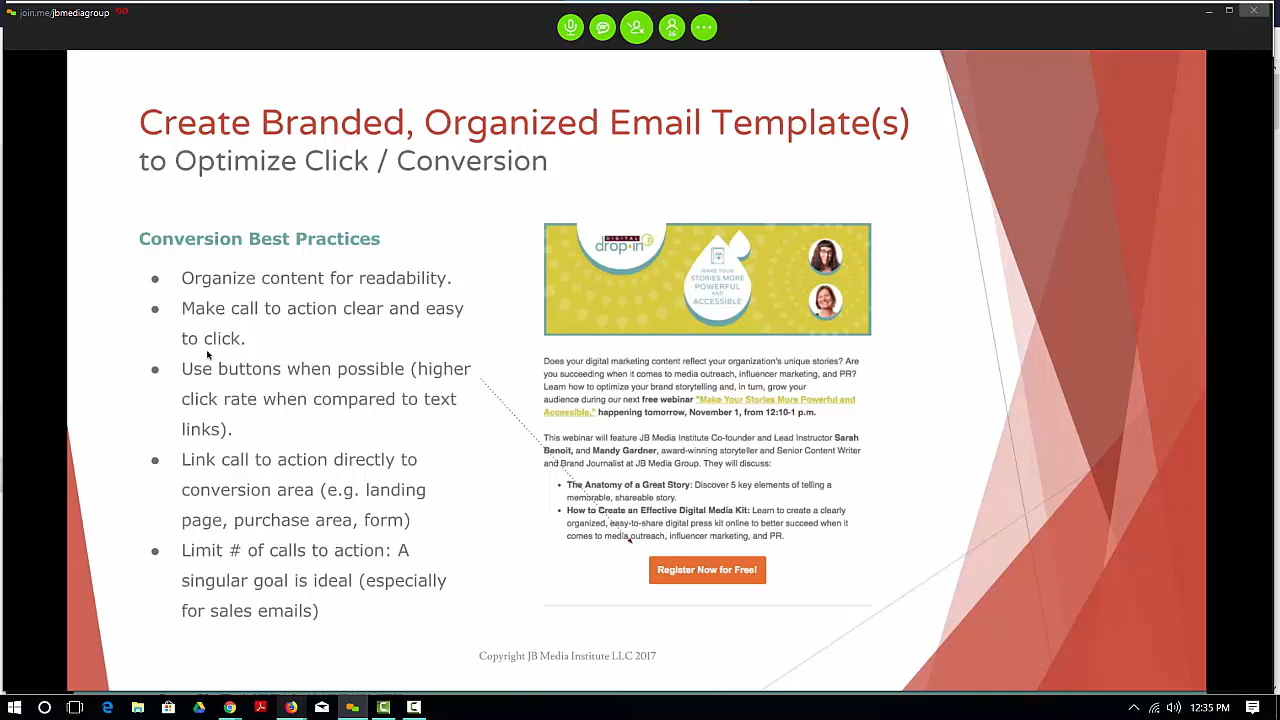 join.me/jbmediagroup
36
Create Branded, Organized Email Template(s)
to Optimize Click / Conversion
Conversion Best Practices
● Organize content for readability.
● Make call to action clear and easy
to click.
● Use buttons when possible (higher
click rate when compared to text
links).
● Link call to action directly to
conversion area (e.g. landing
page, purchase area, form)
● Limit # of calls to action: A
singular goal is ideal (especially
for sales emails)
DIGITAL
drop-in
MAKE YOUR
STORIES MORE
POWERFUL
AND
ACCESSIBLE
Does your digital marketing content reflect your organization's unique stories? Are
you succeeding when it comes to media outreach, influencer marketing, and PR?
Learn how to optimize your brand storytelling and, in turn, grow your
audience during our next free webinar "Make Your Stories More Powerful and
Accessible," happening tomorrow, November 1, from 12:10-1 p.m.
This webinar will feature JB Media Institute Co-founder and Lead Instructor Sarah
Benoit, and Mandy Gardner, award-winning storyteller and Senior Content Writer
and Brand Journalist at JB Media Group. They will discuss:
• The Anatomy of a Great Story: Discover 5 key elements of telling a
memorable, shareable story.
• How to Create an Effective Digital Media Kit: Learn to create a clearly
organized, easy-to-share digital press kit online to better succeed when it
comes to media outreach, influencer marketing, and PR.
Register Now for Free!
Copyright JB Media Institute LLC 2017
12:35 PM